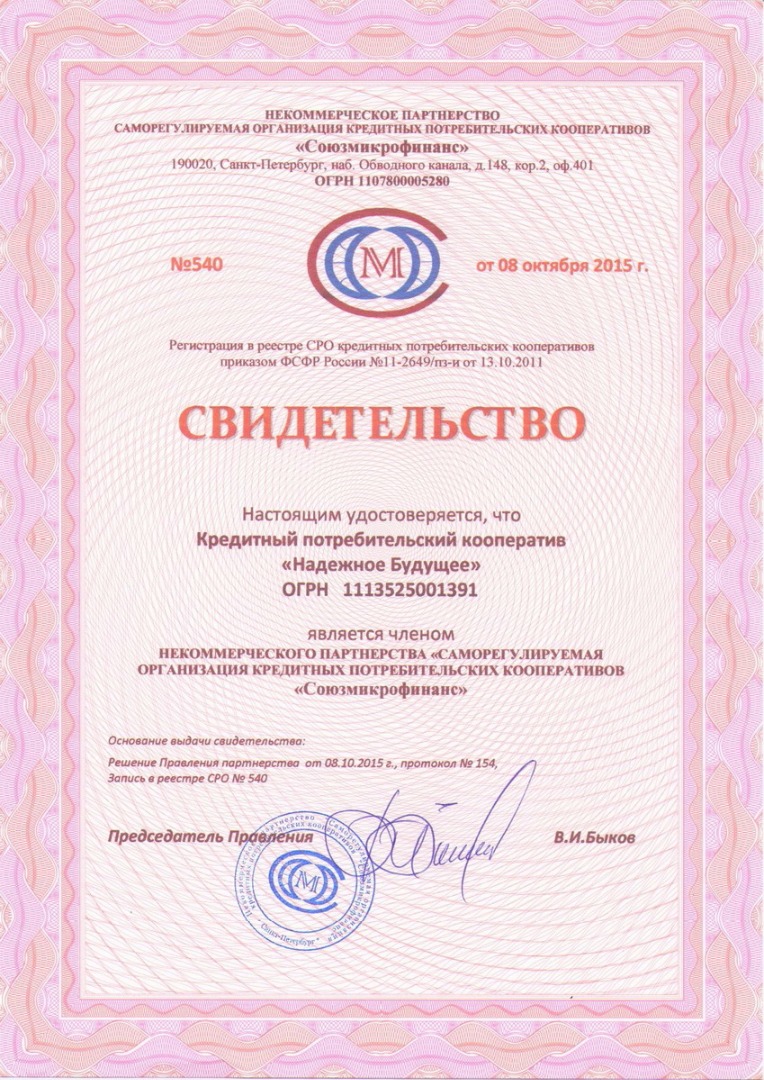 НЕКОММЕРЧЕСКОЕ ПАРТНЕРСТВО
САМОРЕГУЛИРУЕМАЯ ОРГАНИЗАЦИЯ КРЕДИТНЫХ ПОТРЕБИТЕЛЬСКИХ КООПЕРАТИВОВ
«Союзмикрофинанс»
190020, Санкт-Петербург, наб. Обводного канала, д.148, кор.2, оф.401
ОГРН 1107800005280
№540
М
от 08 октября 2015 г.
Регистрация в реестре СРО кредитных потребительских кооперативов
приказом ФСФР России №11-2649/пз-и от 13.10.2011
СВИДЕТЕЛЬСТВО
Настоящим удостоверяется, что
Кредитный потребительский кооператив
«Надежное Будущее»
ОГРН 1113525001391
является членом
НЕКОММЕРЧЕСКОГО ПАРТНЕРСТВА «САМОРЕГУЛИРУЕМАЯ
ОРГАНИЗАЦИЯ КРЕДИТНЫХ ПОТРЕБИТЕЛЬСКИХ КООПЕРАТИВОВ
«Союзмикрофинанс»
Основание выдачи свидетельства:
Решение Правления партнерства от 08.10.2015 г., протокол № 154,
Запись в реестре СРО № 540
Председатель Правления В.И.Быков
М
Санкт-Петербург